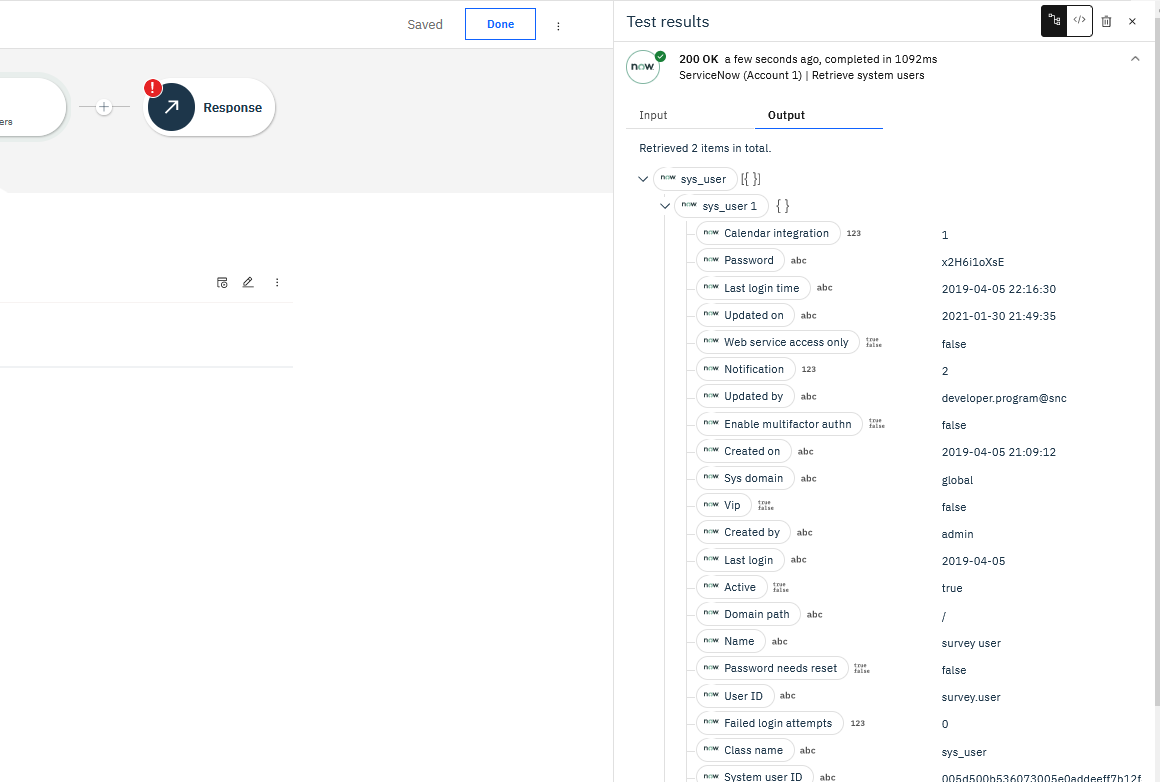 Saved
Done
Test results
</>
now. 200 OK a few seconds ago, completed in 1092ms
ServiceNow (Account 1) | Retrieve system users
!
Response
ers
Input Output
Retrieved 2 items in total.
now sys_user [{ }]
now sys_user 1 { }
now Calendar integration 123 1
now Password abc x2H6i1oXsE
now Last login time abc 2019-04-05 22:16:30
now Updated on abc 2021-01-30 21:49:35
now Web service access only true false false
now Notification 123 2
now Updated by abc developer.program@snc
now Enable multifactor authn true false false
now Created on abc 2019-04-05 21:09:12
now Sys domain abc global
now Vip true false false
now Created by abc admin
now Last login abc 2019-04-05
now Active true false true
now Domain path abc /
now Name abc survey user
now Password needs reset true false false
now User ID abc survey.user
now Failed login attempts 123 0
now Class name abc sys_user
now System user ID abc 005d500b536073005e0addeeff7b12f